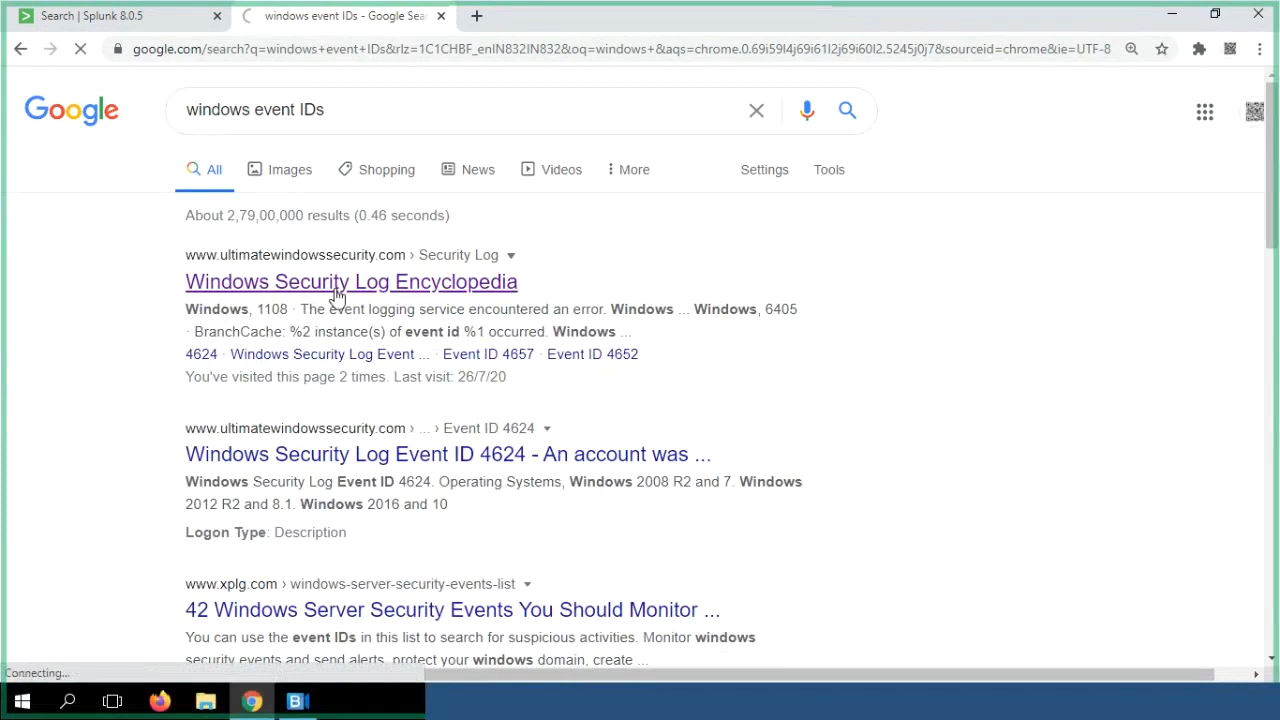 Search | Splunk 8.0.5
windows event IDs - Google Sea
google.com/search?q=windows+event+IDs&rlz=1C1CHBF_enIN832IN832&oq=windows+&aqs=chrome.0.69i59l4j69i61l2j69i60l2.5245j0j7&sourceid=chrome&ie=UTF-8
Google
windows event IDs
All Images Shopping News Videos More Settings Tools
About 2,79,00,000 results (0.46 seconds)
www.ultimatewindowssecurity.com › Security Log
Windows Security Log Encyclopedia
Windows, 1108 · The event logging service encountered an error. Windows ... Windows, 6405
· BranchCache: %2 instance(s) of event id %1 occurred. Windows ...
4624 · Windows Security Log Event ... · Event ID 4657 · Event ID 4652
You've visited this page 2 times. Last visit: 26/7/20
www.ultimatewindowssecurity.com › ... › Event ID 4624
Windows Security Log Event ID 4624 - An account was ...
Windows Security Log Event ID 4624. Operating Systems, Windows 2008 R2 and 7. Windows
2012 R2 and 8.1. Windows 2016 and 10
Logon Type: Description
www.xplg.com › windows-server-security-events-list
42 Windows Server Security Events You Should Monitor ...
You can use the event IDs in this list to search for suspicious activities. Monitor windows
security events and send alerts, protect your windows domain, create ...
Connecting...